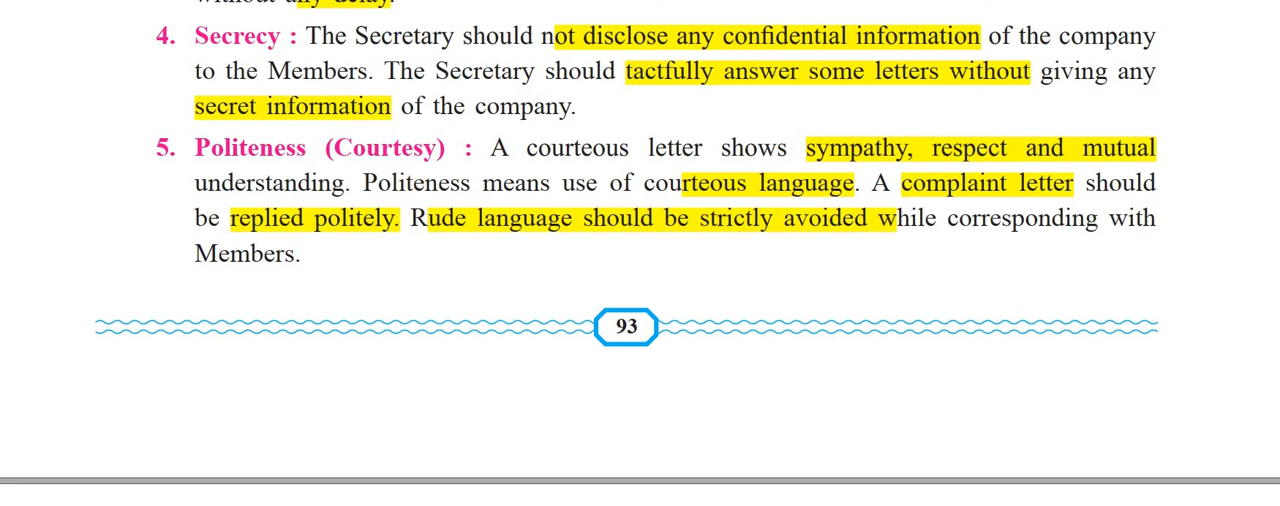 any delay.
4. Secrecy : The Secretary should not disclose any confidential information of the company
to the Members. The Secretary should tactfully answer some letters without giving any
secret information of the company.
5. Politeness (Courtesy) : A courteous letter shows sympathy, respect and mutual
understanding. Politeness means use of courteous language. A complaint letter should
be replied politely. Rude language should be strictly avoided while corresponding with
Members.
93